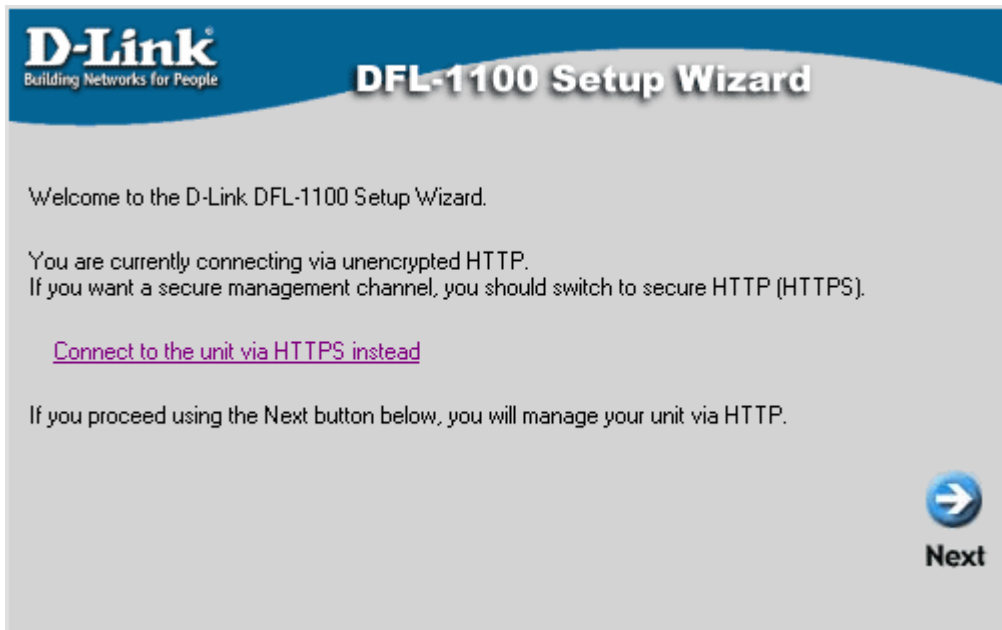 D-Link
Building Networks for People
DFL-1100 Setup Wizard
Welcome to the D-Link DFL-1100 Setup Wizard.
You are currently connecting via unencrypted HTTP.
If you want a secure management channel, you should switch to secure HTTP (HTTPS).
Connect to the unit via HTTPS instead
If you proceed using the Next button below, you will manage your unit via HTTP.
Next